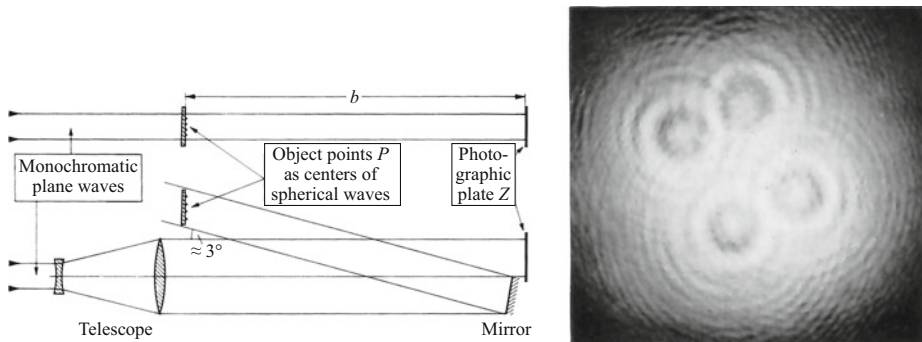 b
Monochromatic
plane waves
Object points P
as centers of
spherical waves
Photo-
graphic
plate Z
≈ 3°
Telescope
Mirror